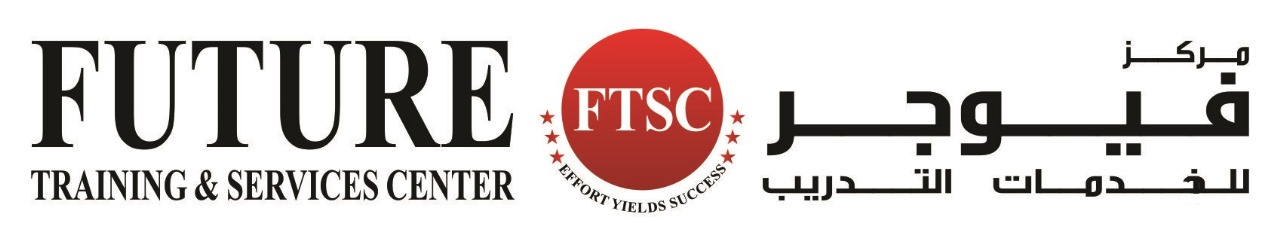 FUTURE
TRAINING & SERVICES CENTER
FTSC
EFFORT YIELDS SUCCESS
مركز
فيوجر
للخدمات التدريب